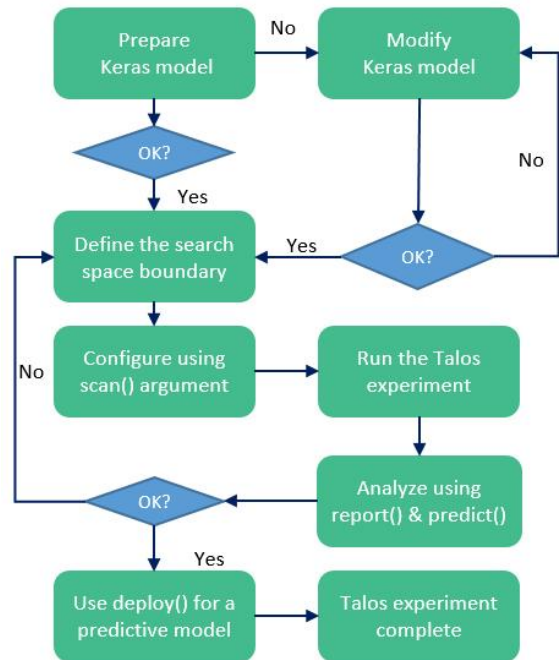 Prepare
Keras model
No
Modify
Keras model
OK?
No
Yes
Define the search
space boundary
Yes
OK?
No
Configure using
scan() argument
Run the Talos
experiment
OK?
Analyze using
report() & predict()
Yes
Use deploy() for a
predictive model
Talos experiment
complete